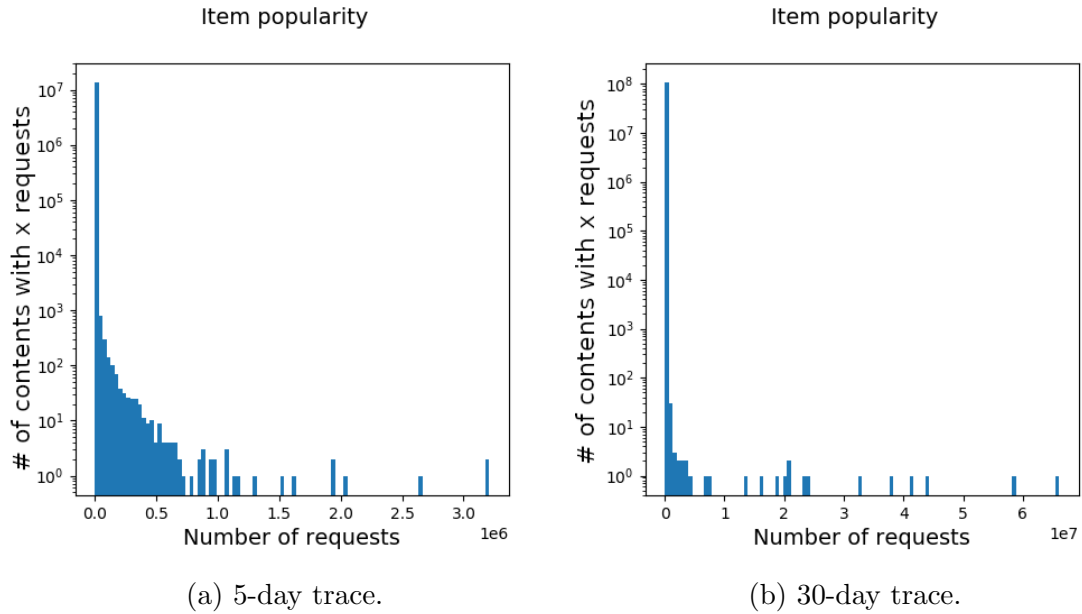 Item popularity
# of contents with x requests
10^7
10^6
10^5
10^4
10^3
10^2
10^1
10^0
0.0 0.5 1.0 1.5 2.0 2.5 3.0
1e6
Number of requests
(a) 5-day trace.
Item popularity
# of contents with x requests
10^8
10^7
10^6
10^5
10^4
10^3
10^2
10^1
10^0
0 1 2 3 4 5 6
1e7
Number of requests
(b) 30-day trace.